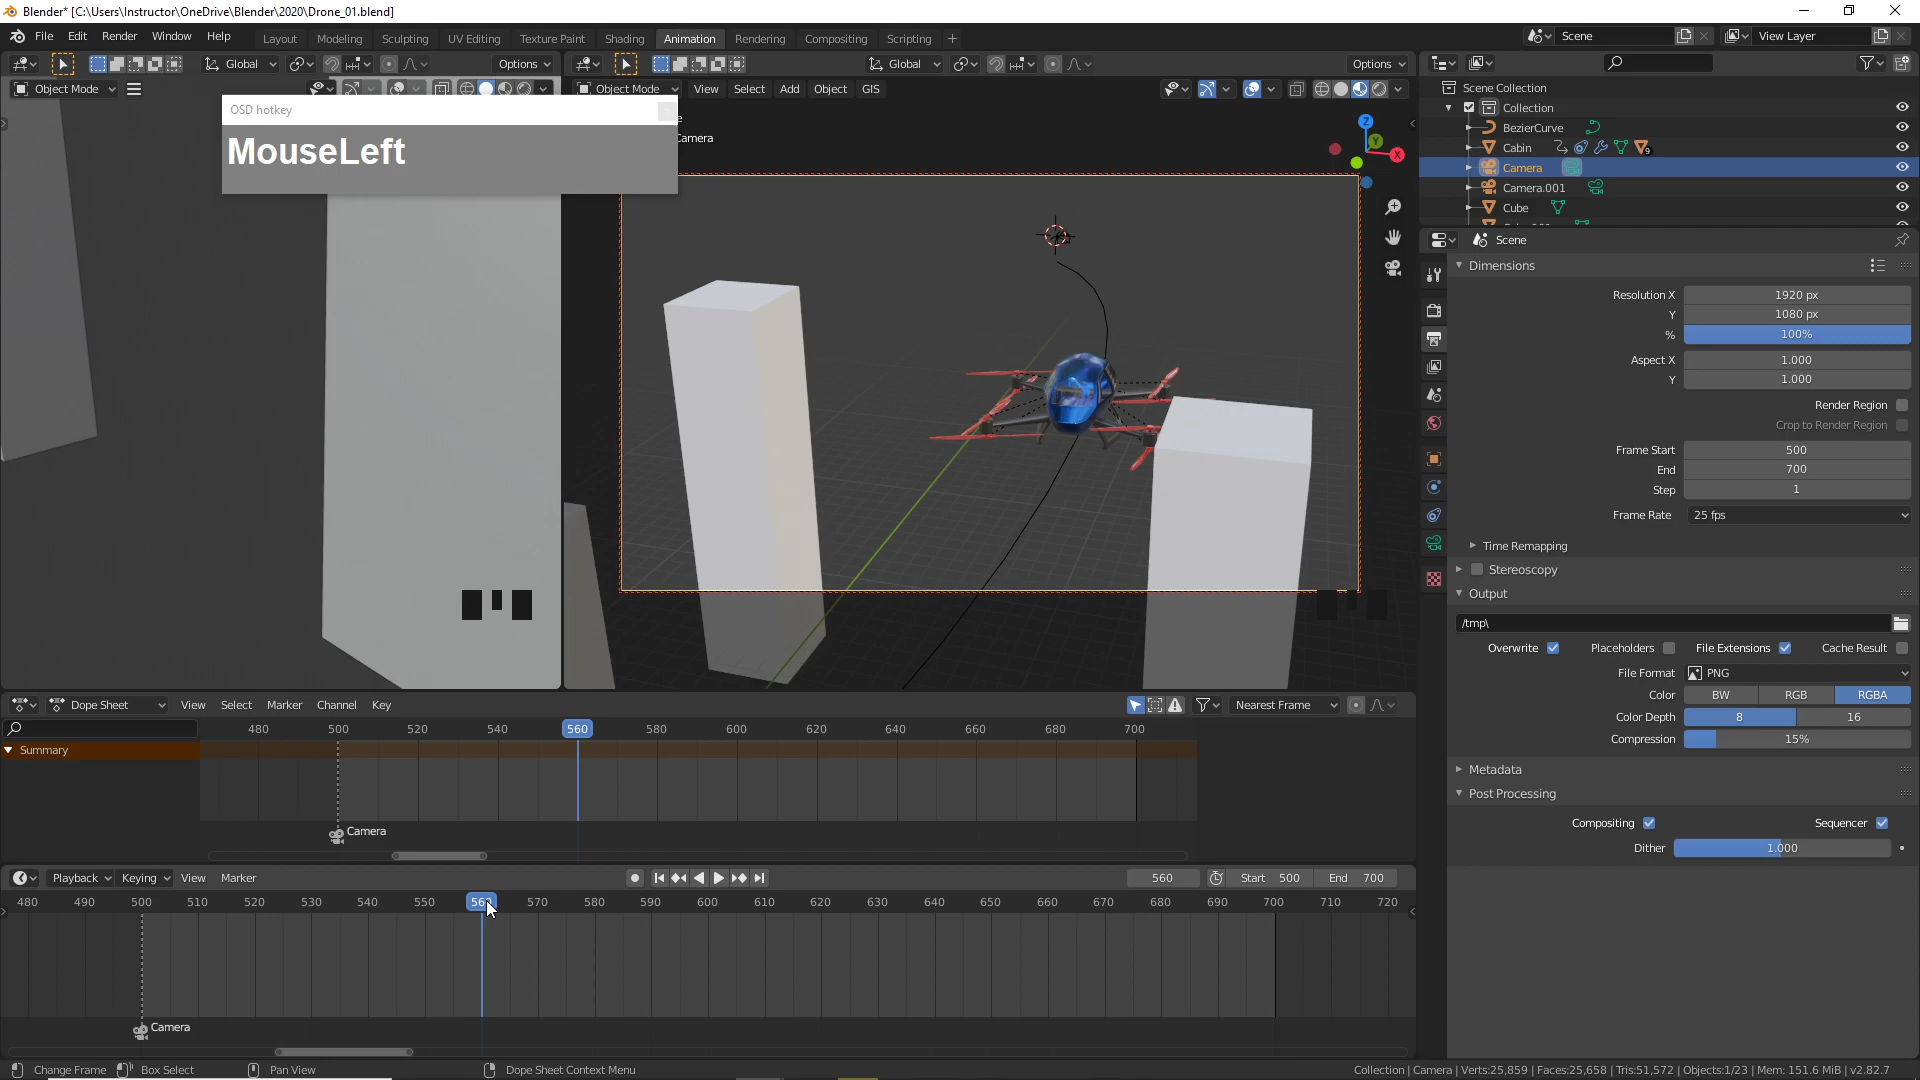 Blender* [C:\Users\Instructor\OneDrive\Blender\2020\Drone_01.blend]
File Edit Render Window Help Layout Modeling Sculpting UV Editing Texture Paint Shading Animation Rendering Compositing Scripting + Scene View Layer
Global Options Global Options
Object Mode Object Mode View Select Add Object GIS
OSD hotkey
MouseLeft
Camera
Z
Y
X
Scene Collection
Collection
BezierCurve
Cabin 9
Camera
Camera.001
Cube
Scene
Dimensions
Resolution X 1920 px
Y 1080 px
% 100%
Aspect X 1.000
Y 1.000
Render Region
Crop to Render Region
Frame Start 500
End 700
Step 1
Frame Rate 25 fps
Time Remapping
Stereoscopy
Output
/tmp\
Overwrite Placeholders File Extensions Cache Result
File Format PNG
Color BW RGB RGBA
Color Depth 8 16
Compression 15%
Metadata
Post Processing
Compositing Sequencer
Dither 1.000
Dope Sheet View Select Marker Channel Key Nearest Frame
480 500 520 540 560 580 600 620 640 660 680 700
Summary
Camera
Playback Keying View Marker 560 Start 500 End 700
480 490 500 510 520 530 540 550 560 570 580 590 600 610 620 630 640 650 660 670 680 690 700 710 720
Camera
Change Frame Box Select Pan View Dope Sheet Context Menu Collection | Camera | Verts:25,859 | Faces:25,658 | Tris:51,572 | Objects:1/23 | Mem: 151.6 MiB | v2.82.7